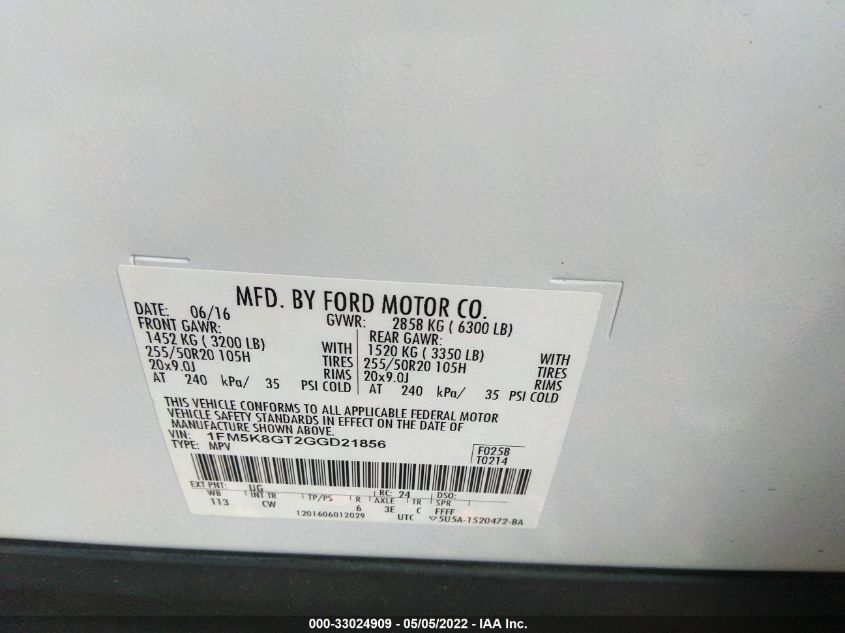 MFD. BY FORD MOTOR CO.
DATE: 06/16 GVWR: 2858 KG ( 6300 LB)
FRONT GAWR: REAR GAWR:
1452 KG ( 3200 LB) WITH 1520 KG ( 3350 LB) WITH
255/50R20 105H TIRES 255/50R20 105H TIRES
20x9.0J RIMS 20x9.0J RIMS
AT 240 kPa/ 35 PSI COLD AT 240 kPa/ 35 PSI COLD
THIS VEHICLE CONFORMS TO ALL APPLICABLE FEDERAL MOTOR
VEHICLE SAFETY STANDARDS IN EFFECT ON THE DATE OF
MANUFACTURE SHOWN ABOVE.
VIN: 1FM5K8GT2GGD21856 F0258
TYPE: MPV T0214
EXT PNT: UG RC: 24 DSO:
WB INT TR TP/PS R AXLE TR SPR
113 CW 6 3E C FFFF
1201606012029 UTC 5U5A-1520472-BA
000-33024909 - 05/05/2022 - IAA Inc.